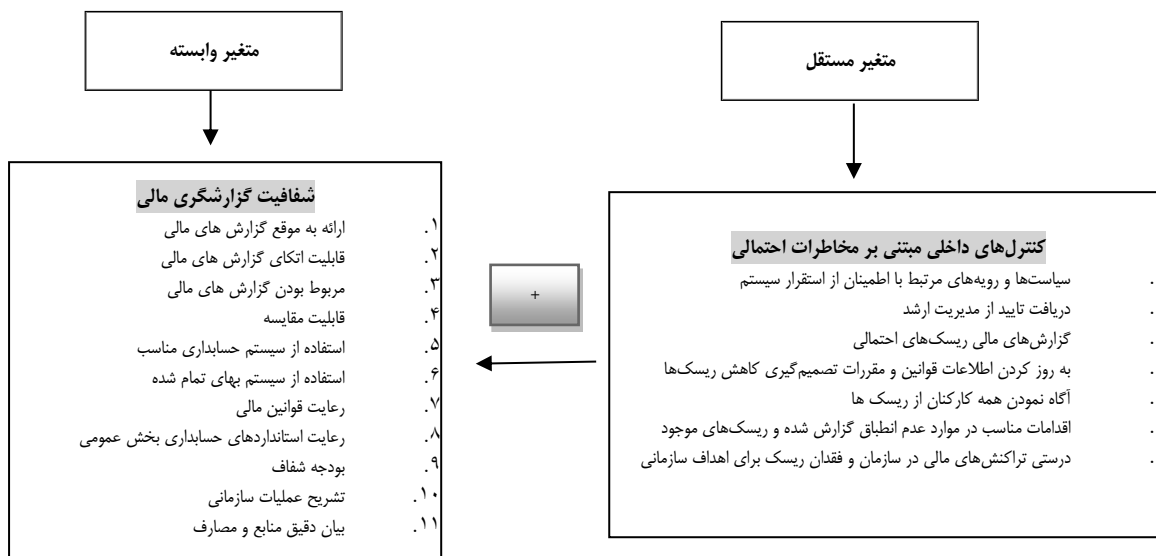 متغیر مستقل
متغیر وابسته
کنترل‌های داخلی مبتنی بر مخاطرات احتمالی
. سیاست‌ها و رویه‌های مرتبط با اطمینان از استقرار سیستم
. دریافت تایید از مدیریت ارشد
. گزارش‌های مالی ریسک‌های احتمالی
. به روز کردن اطلاعات قوانین و مقررات تصمیم‌گیری کاهش ریسک‌ها
. آگاه نمودن همه کارکنان از ریسک ها
. اقدامات مناسب در موارد عدم انطباق گزارش شده و ریسک‌های موجود
. درستی تراکنش‌های مالی در سازمان و فقدان ریسک برای اهداف سازمانی
+
شفافیت گزارشگری مالی
۱. ارائه به موقع گزارش های مالی
۲. قابلیت اتکای گزارش های مالی
۳. مربوط بودن گزارش های مالی
۴. قابلیت مقایسه
۵. استفاده از سیستم حسابداری مناسب
۶. استفاده از سیستم بهای تمام شده
۷. رعایت قوانین مالی
۸. رعایت استانداردهای حسابداری بخش عمومی
۹. بودجه شفاف
۱۰. تشریح عملیات سازمانی
۱۱. بیان دقیق منابع و مصارف